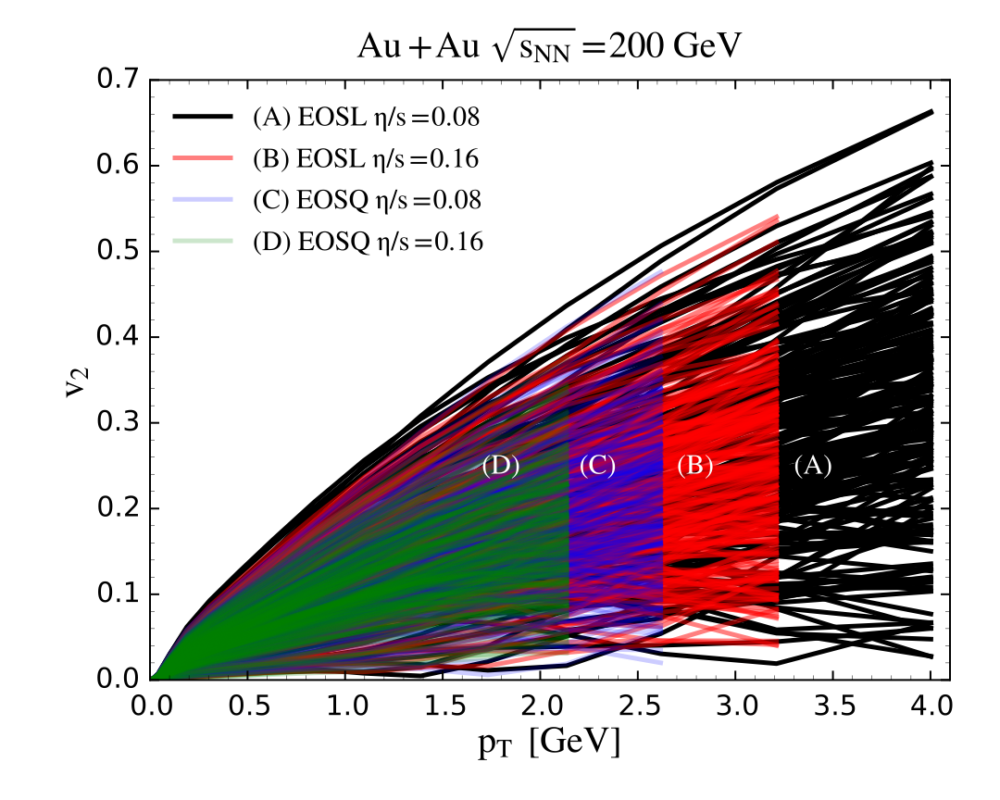 Au + Au √sNN = 200 GeV
0.7
0.6
0.5
0.4
0.3
0.2
0.1
0.0
v2
(A) EOSL η/s = 0.08
(B) EOSL η/s = 0.16
(C) EOSQ η/s = 0.08
(D) EOSQ η/s = 0.16
(D) (C) (B) (A)
0.0 0.5 1.0 1.5 2.0 2.5 3.0 3.5 4.0
pT [GeV]